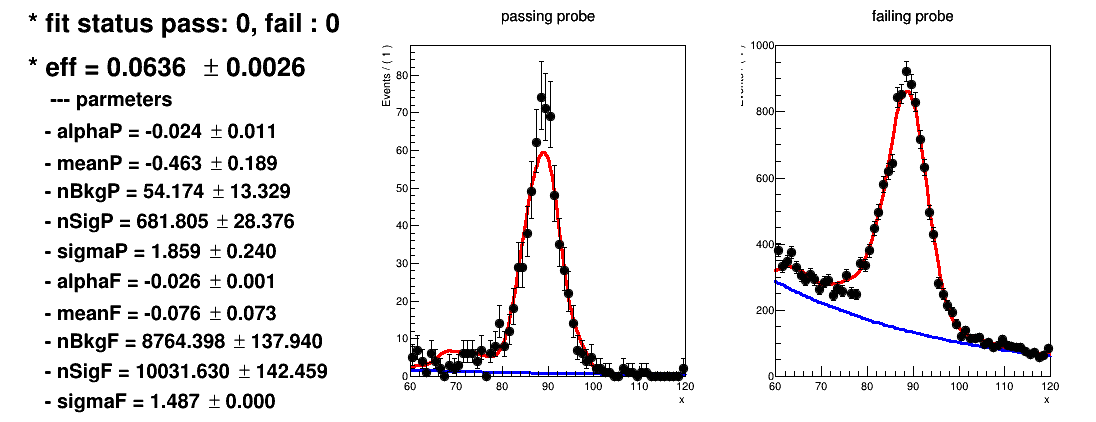 * fit status pass: 0, fail : 0
* eff = 0.0636 ± 0.0026
--- parmeters
- alphaP = -0.024 ± 0.011
- meanP = -0.463 ± 0.189
- nBkgP = 54.174 ± 13.329
- nSigP = 681.805 ± 28.376
- sigmaP = 1.859 ± 0.240
- alphaF = -0.026 ± 0.001
- meanF = -0.076 ± 0.073
- nBkgF = 8764.398 ± 137.940
- nSigF = 10031.630 ± 142.459
- sigmaF = 1.487 ± 0.000
passing probe
Events / ( 1 )
80
70
60
50
40
30
20
10
0
60 70 80 90 100 110 120
x
failing probe
1000
800
600
400
200
0
60 70 80 90 100 110 120
x